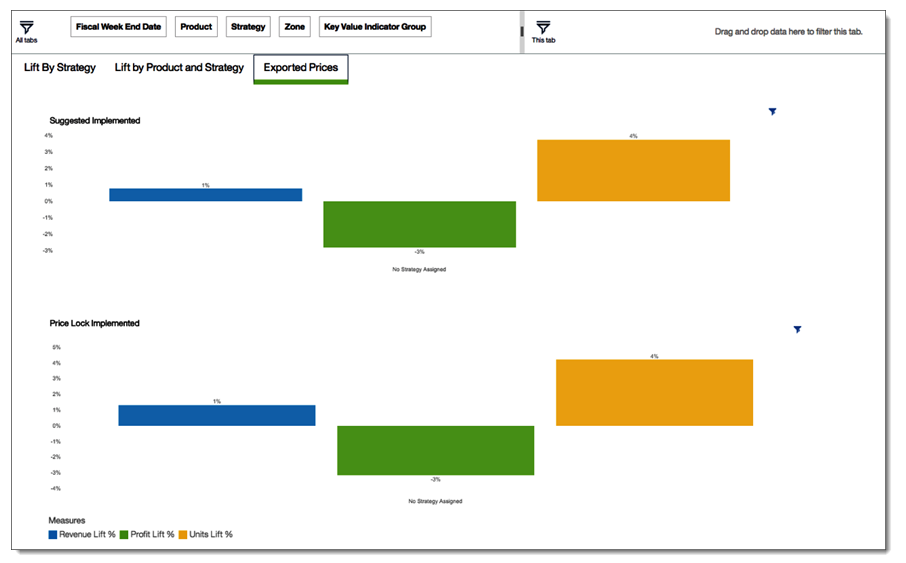 All tabs
Fiscal Week End Date Product Strategy Zone Key Value Indicator Group
This tab
Drag and drop data here to filter this tab.
Lift By Strategy Lift by Product and Strategy Exported Prices
Suggested Implemented
4%
3%
2%
1%
0%
-1%
-2%
-3%
1%
-3%
4%
No Strategy Assigned
Price Lock Implemented
5%
4%
3%
2%
1%
0%
-1%
-2%
-3%
-4%
1%
-3%
4%
No Strategy Assigned
Measures
Revenue Lift % Profit Lift % Units Lift %